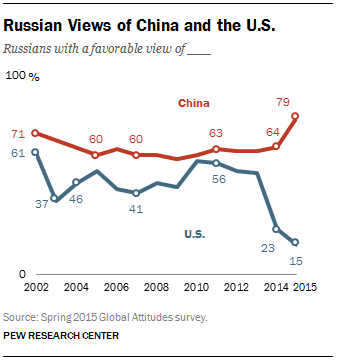 Russian Views of China and the U.S.
Russians with a favorable view of ___
100 %
China
79
71
60
60
63
64
61
37
46
41
56
U.S.
23
15
0
2002 2004 2006 2008 2010 2012 2014 2015
Source: Spring 2015 Global Attitudes survey.
PEW RESEARCH CENTER